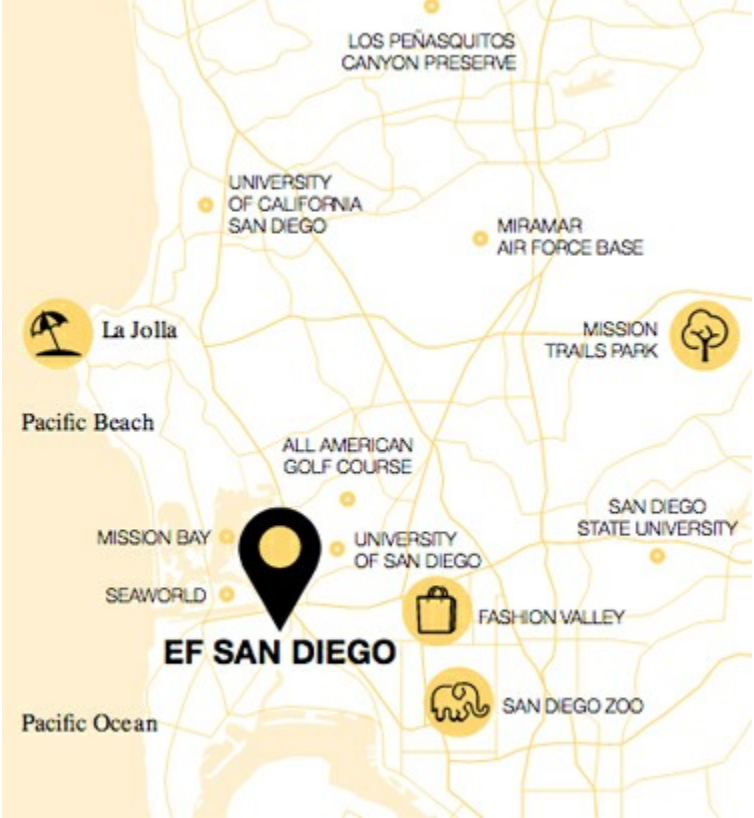 LOS PEÑASQUITOS
CANYON PRESERVE
UNIVERSITY
OF CALIFORNIA
SAN DIEGO
MIRAMAR
AIR FORCE BASE
La Jolla
MISSION
TRAILS PARK
Pacific Beach
ALL AMERICAN
GOLF COURSE
SAN DIEGO
STATE UNIVERSITY
MISSION BAY
UNIVERSITY
OF SAN DIEGO
SEAWORLD
FASHION VALLEY
EF SAN DIEGO
SAN DIEGO ZOO
Pacific Ocean